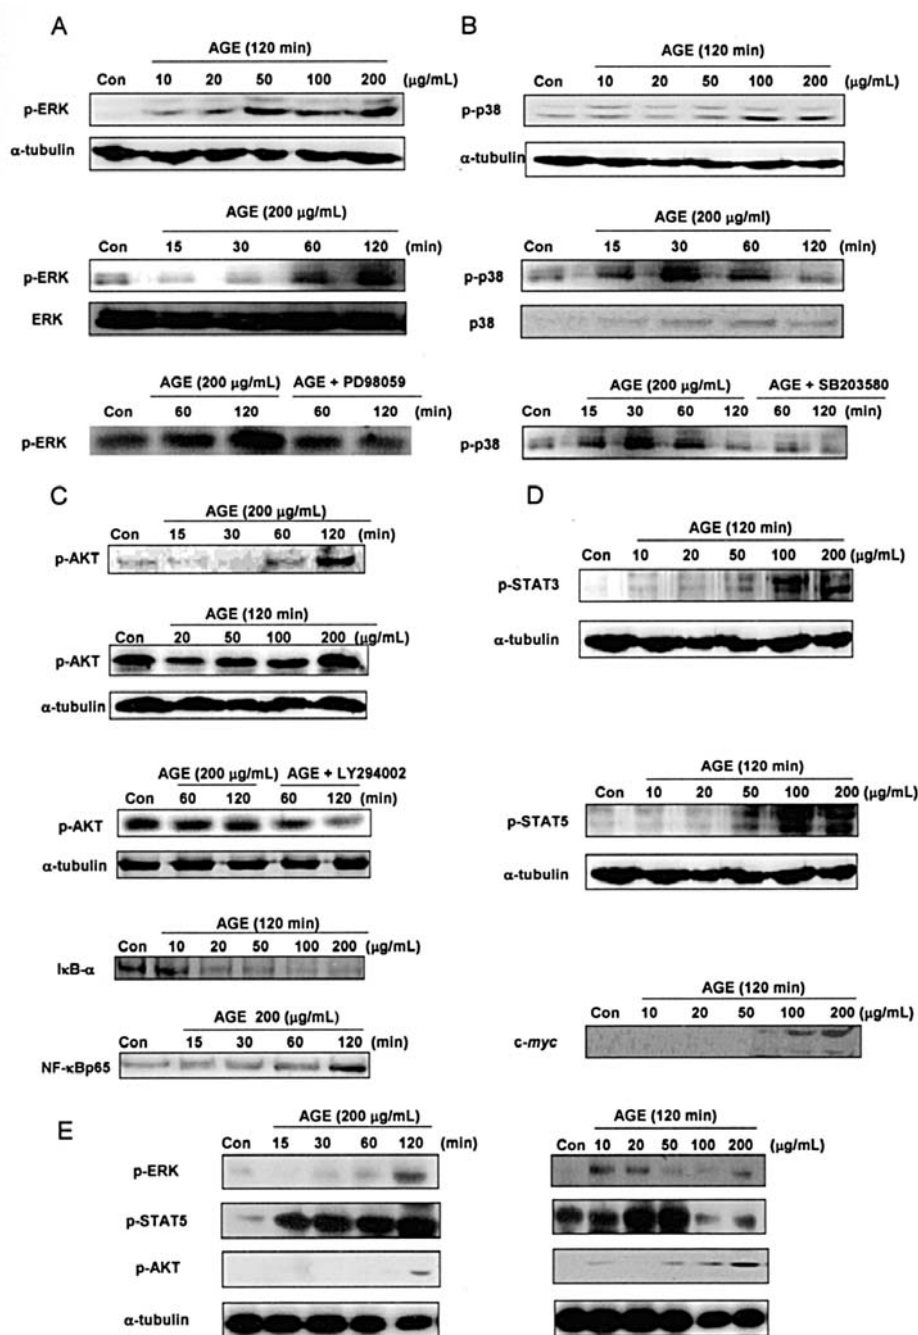 A
AGE (120 min)
Con 10 20 50 100 200 (μg/mL)
p-ERK
α-tubulin
AGE (200 μg/mL)
Con 15 30 60 120 (min)
p-ERK
ERK
AGE (200 μg/mL) AGE + PD98059
Con 60 120 60 120 (min)
p-ERK
B
AGE (120 min)
Con 10 20 50 100 200 (μg/mL)
p-p38
α-tubulin
AGE (200 μg/ml)
Con 15 30 60 120 (min)
p-p38
p38
AGE (200 μg/mL) AGE + SB203580
Con 15 30 60 120 60 120 (min)
p-p38
C
AGE (200 μg/mL)
Con 15 30 60 120 (min)
p-AKT
AGE (120 min)
Con 20 50 100 200 (μg/mL)
p-AKT
α-tubulin
AGE (200 μg/mL) AGE + LY294002
Con 60 120 60 120 (min)
p-AKT
α-tubulin
AGE (120 min)
Con 10 20 50 100 200 (μg/mL)
IκB-α
AGE 200 (μg/mL)
Con 15 30 60 120 (min)
NF-κBp65
D
AGE (120 min)
Con 10 20 50 100 200 (μg/mL)
p-STAT3
α-tubulin
AGE (120 min)
Con 10 20 50 100 200 (μg/mL)
p-STAT5
α-tubulin
AGE (120 min)
Con 10 20 50 100 200 (μg/mL)
c-myc
E
AGE (200 μg/mL)
Con 15 30 60 120 (min)
p-ERK
p-STAT5
p-AKT
α-tubulin
AGE (120 min)
Con 10 20 50 100 200 (μg/mL)